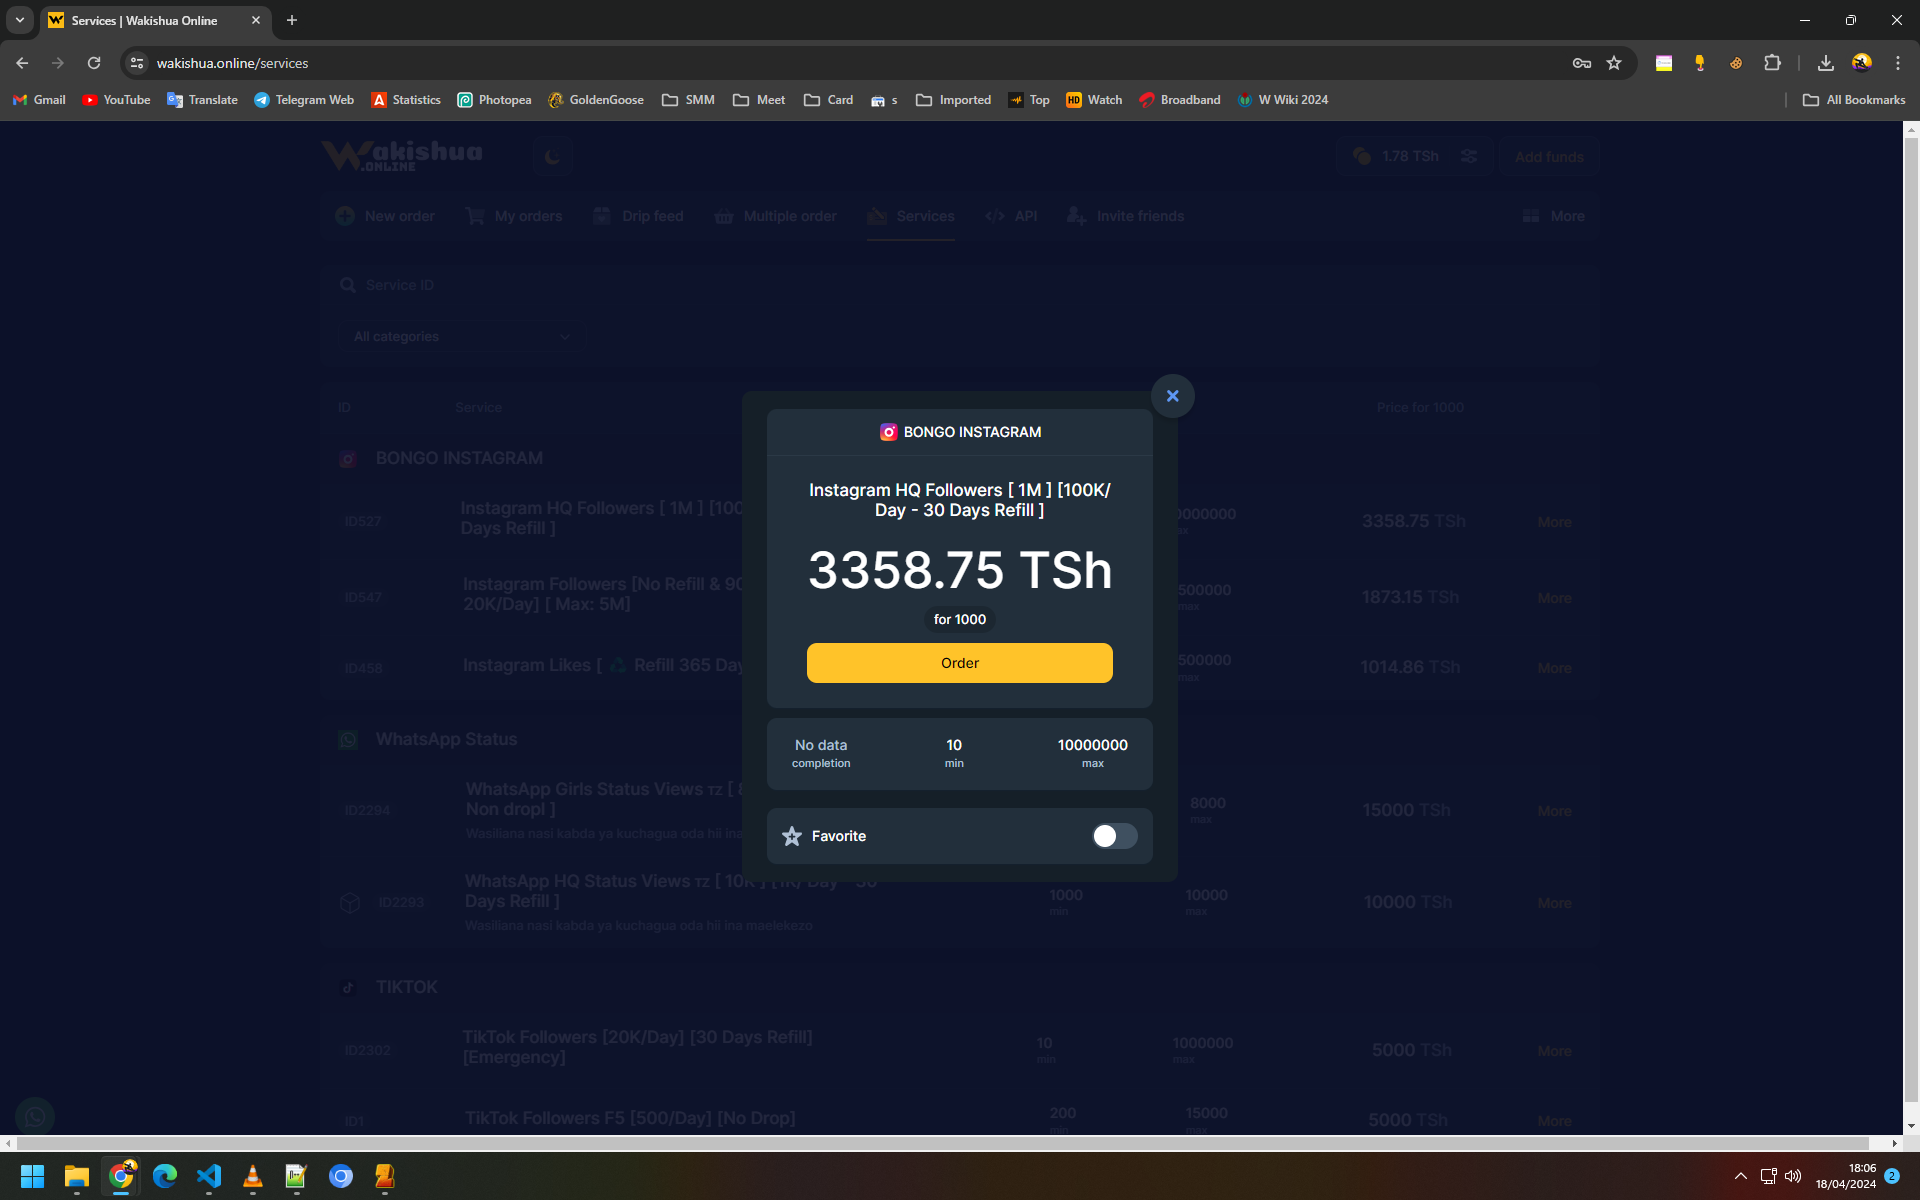 Services | Wakishua Online
wakishua.online/services
Gmail
YouTube
Translate
Telegram Web
Statistics
Photopea
GoldenGoose
SMM
Meet
Card
s
Imported
Top
Watch
Broadband
W Wiki 2024
All Bookmarks
Wakishua
.ONLINE
1.78 TSh
Add funds
New order
My orders
Drip feed
Multiple order
Services
API
Invite friends
More
Service ID
All categories
ID
Service
Price for 1000
BONGO INSTAGRAM
ID527
Instagram HQ Followers [ 1M ] [100
Days Refill ]
3358.75 TSh
More
ID547
Instagram Followers [No Refill & 90
20K/Day] [ Max: 5M]
500000
max
1873.15 TSh
More
ID458
Instagram Likes [ Refill 365 Day
500000
max
1014.86 TSh
More
BONGO INSTAGRAM
Instagram HQ Followers [ 1M ] [100K/
Day - 30 Days Refill ]
3358.75 TSh
for 1000
Order
No data
completion
10
min
10000000
max
Favorite
WhatsApp Status
ID2294
WhatsApp Girls Status Views TZ [ 8
Non dropl ]
Wasiliana nasi kabda ya kuchagua oda hii ina
8000
max
15000 TSh
More
ID2293
WhatsApp HQ Status Views TZ [ 10K ] [1K/ Day - 30
Days Refill ]
Wasiliana nasi kabda ya kuchagua oda hii ina maelekezo
1000
min
10000
max
10000 TSh
More
TIKTOK
ID2302
TikTok Followers [20K/Day] [30 Days Refill]
[Emergency]
10
min
1000000
max
5000 TSh
More
ID1
TikTok Followers F5 [500/Day] [No Drop]
200
min
15000
max
5000 TSh
More
18:06
18/04/2024
2